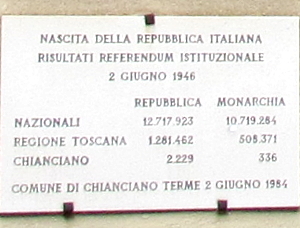 NASCITA DELLA REPUBBLICA ITALIANA
RISULTATI REFERENDUM ISTITUZIONALE
2 GIUGNO 1946
REPUBBLICA MONARCHIA
NAZIONALI 12.717.923 10.719.284
REGIONE TOSCANA 1.281.462 505.371
CHIANCIANO 2.229 336
COMUNE DI CHIANCIANO TERME 2 GIUGNO 1984